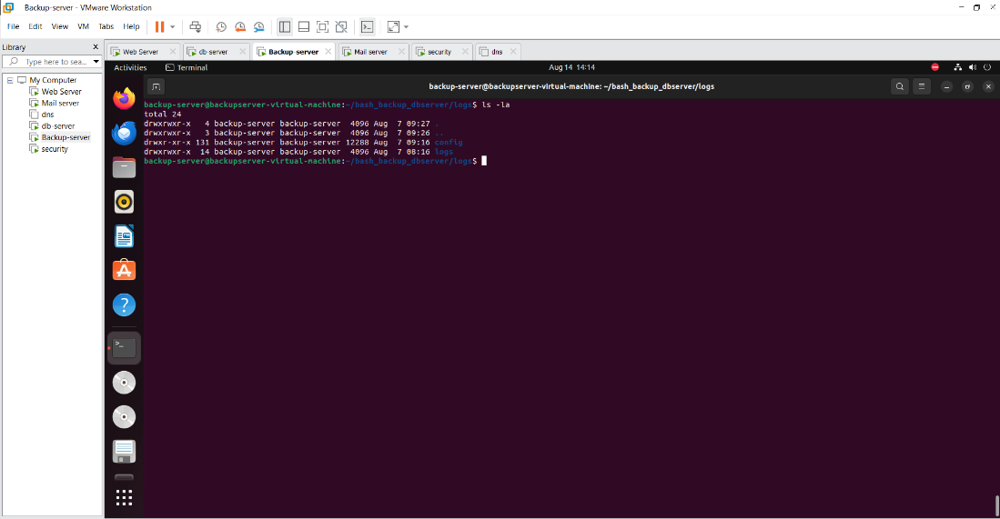 Backup-server - VMware Workstation
File Edit View VM Tabs Help
Library
Type here to sea...
My Computer
Web Server
Mail server
dns
db-server
Backup-server
security
Web Server db-server Backup-server Mail server security dns
Activities Terminal Aug 14 14:14
backup-server@backupserver-virtual-machine: ~/bash_backup_dbserver/logs
backup-server@backupserver-virtual-machine:~/bash_backup_dbserver/logs$ ls -la
total 24
drwxrwxr-x 4 backup-server backup-server 4096 Aug 7 09:27 .
drwxrwxr-x 3 backup-server backup-server 4096 Aug 7 09:26 ..
drwxr-xr-x 131 backup-server backup-server 12288 Aug 7 09:16 config
drwxrwxr-x 14 backup-server backup-server 4096 Aug 7 08:16 logs
backup-server@backupserver-virtual-machine:~/bash_backup_dbserver/logs$